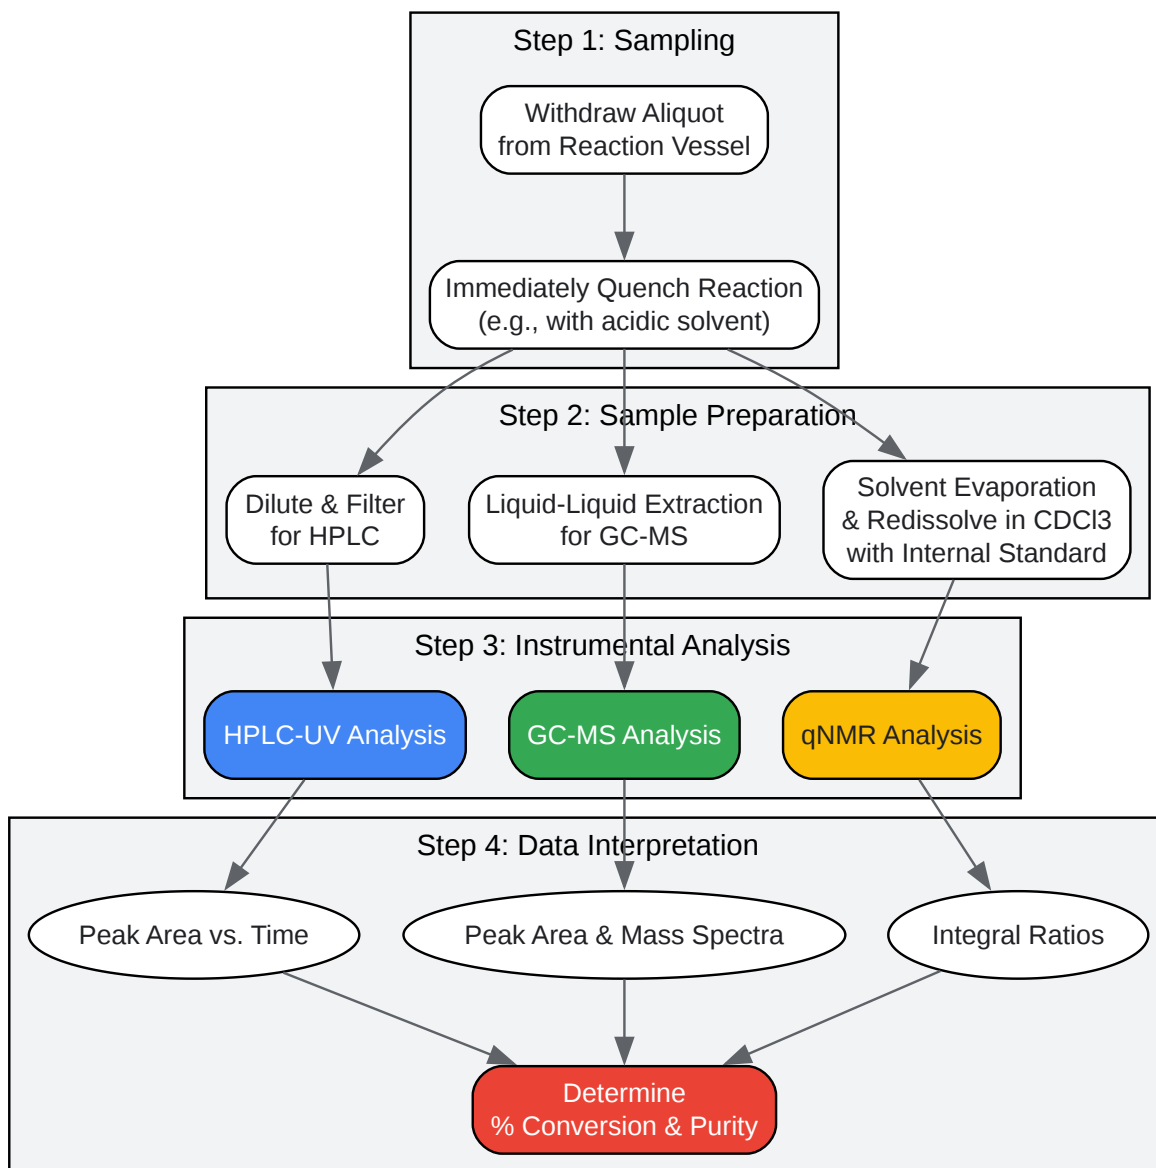 Step 1: Sampling
Withdraw Aliquot
from Reaction Vessel
Immediately Quench Reaction
(e.g., with acidic solvent)
Step 2: Sample Preparation
Dilute & Filter
for HPLC
Liquid-Liquid Extraction
for GC-MS
Solvent Evaporation
& Redissolve in CDCl3
with Internal Standard
Step 3: Instrumental Analysis
HPLC-UV Analysis
GC-MS Analysis
qNMR Analysis
Step 4: Data Interpretation
Peak Area vs. Time
Peak Area & Mass Spectra
Integral Ratios
Determine
% Conversion & Purity